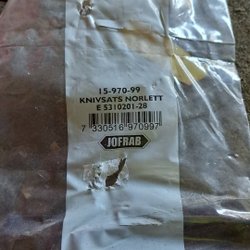 15-970-99
KNIVSATS NORLETT
E 5310201-28
7 330516 970997
JOFRAB